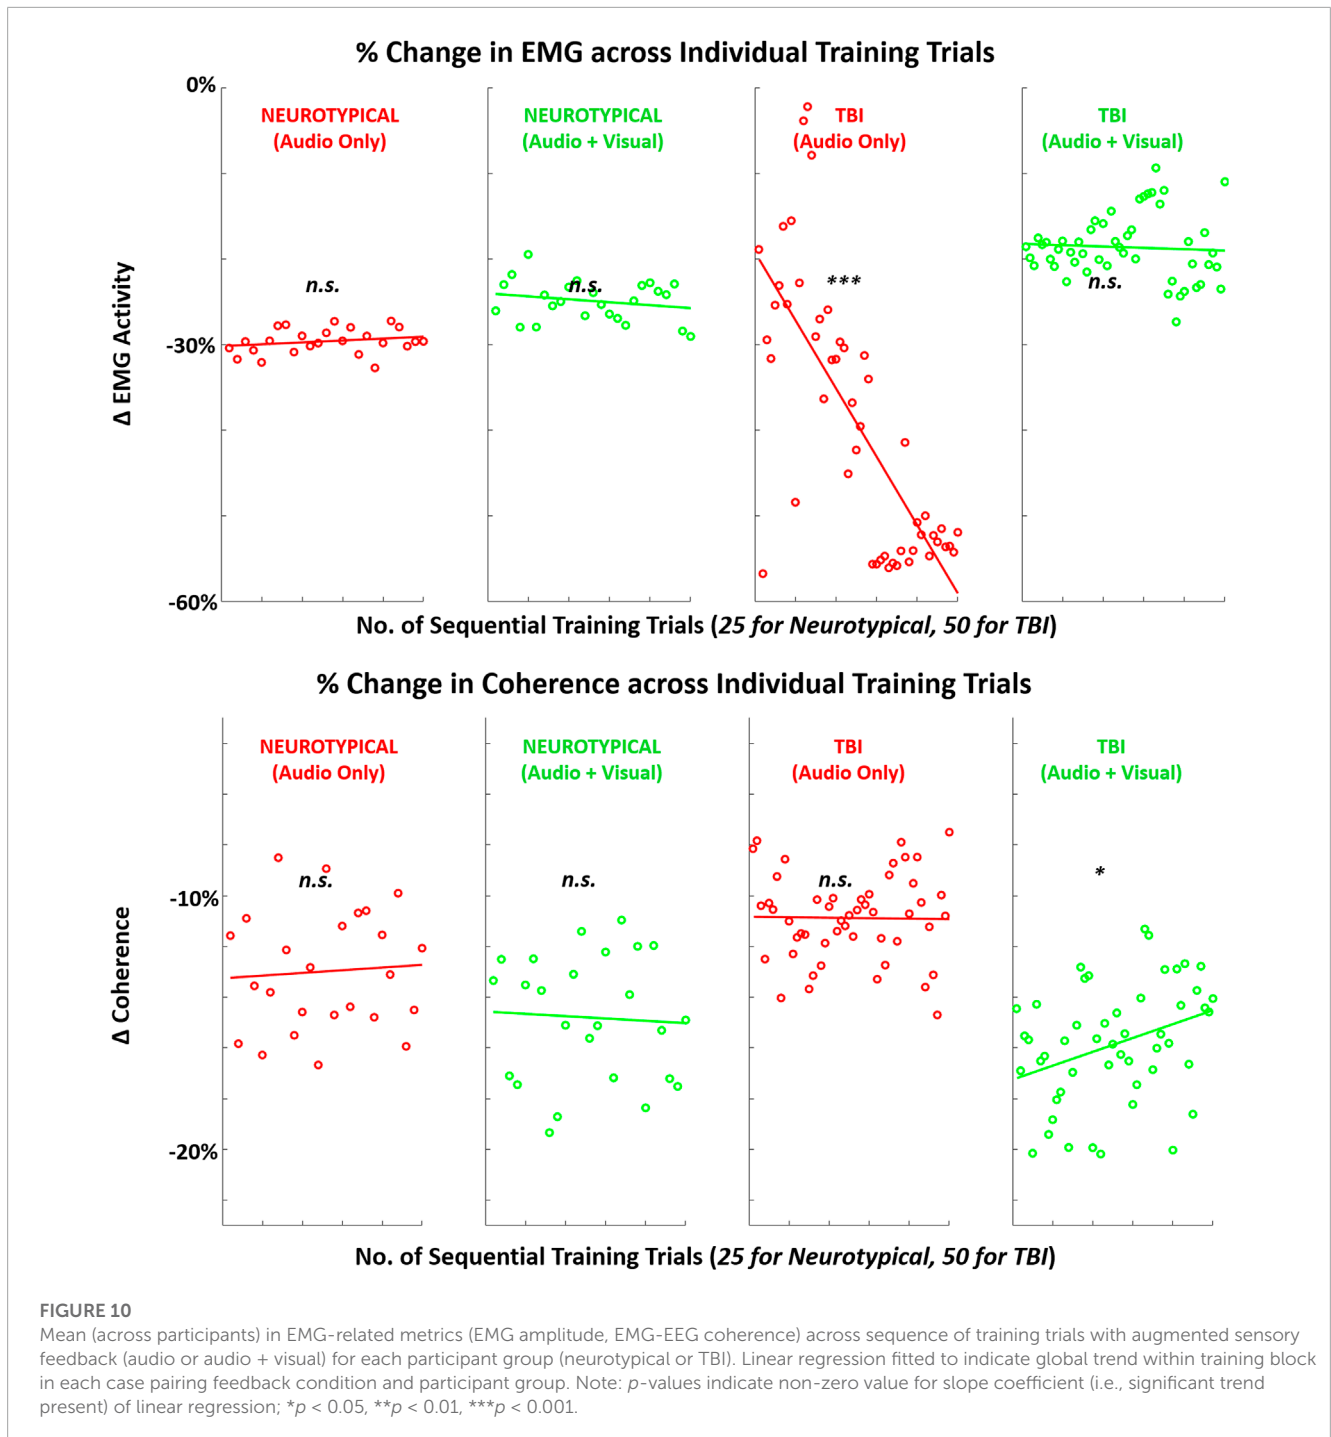 % Change in EMG across Individual Training Trials
0%
NEUROTYPICAL
(Audio Only)
NEUROTYPICAL
(Audio + Visual)
TBI
(Audio Only)
TBI
(Audio + Visual)
n.s.
n.s.
***
n.s.
Δ EMG Activity
-30%
-60%
No. of Sequential Training Trials (25 for Neurotypical, 50 for TBI)
% Change in Coherence across Individual Training Trials
NEUROTYPICAL
(Audio Only)
NEUROTYPICAL
(Audio + Visual)
TBI
(Audio Only)
TBI
(Audio + Visual)
n.s.
n.s.
n.s.
*
Δ Coherence
-10%
-20%
No. of Sequential Training Trials (25 for Neurotypical, 50 for TBI)
FIGURE 10
Mean (across participants) in EMG-related metrics (EMG amplitude, EMG-EEG coherence) across sequence of training trials with augmented sensory
feedback (audio or audio + visual) for each participant group (neurotypical or TBI). Linear regression fitted to indicate global trend within training block
in each case pairing feedback condition and participant group. Note: p-values indicate non-zero value for slope coefficient (i.e., significant trend
present) of linear regression; *p < 0.05, **p < 0.01, ***p < 0.001.